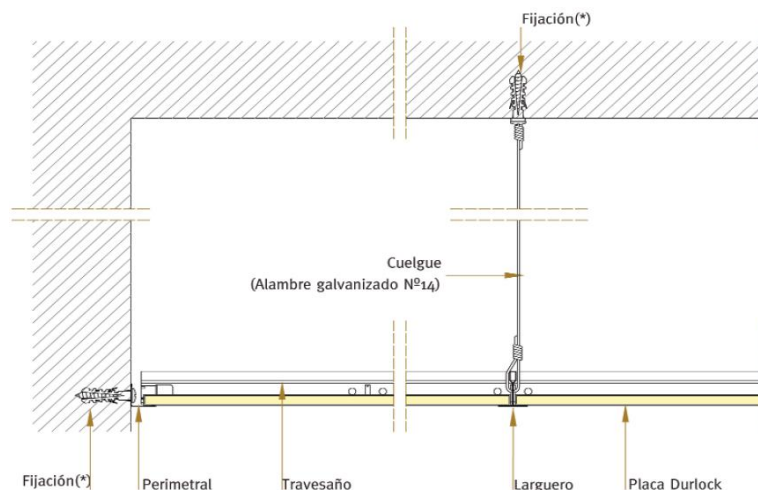 Fijación(*)
Cuelgue
(Alambre galvanizado Nº14)
Fijación(*)
Perimetral
Travesaño
Larguero
Placa Durlock